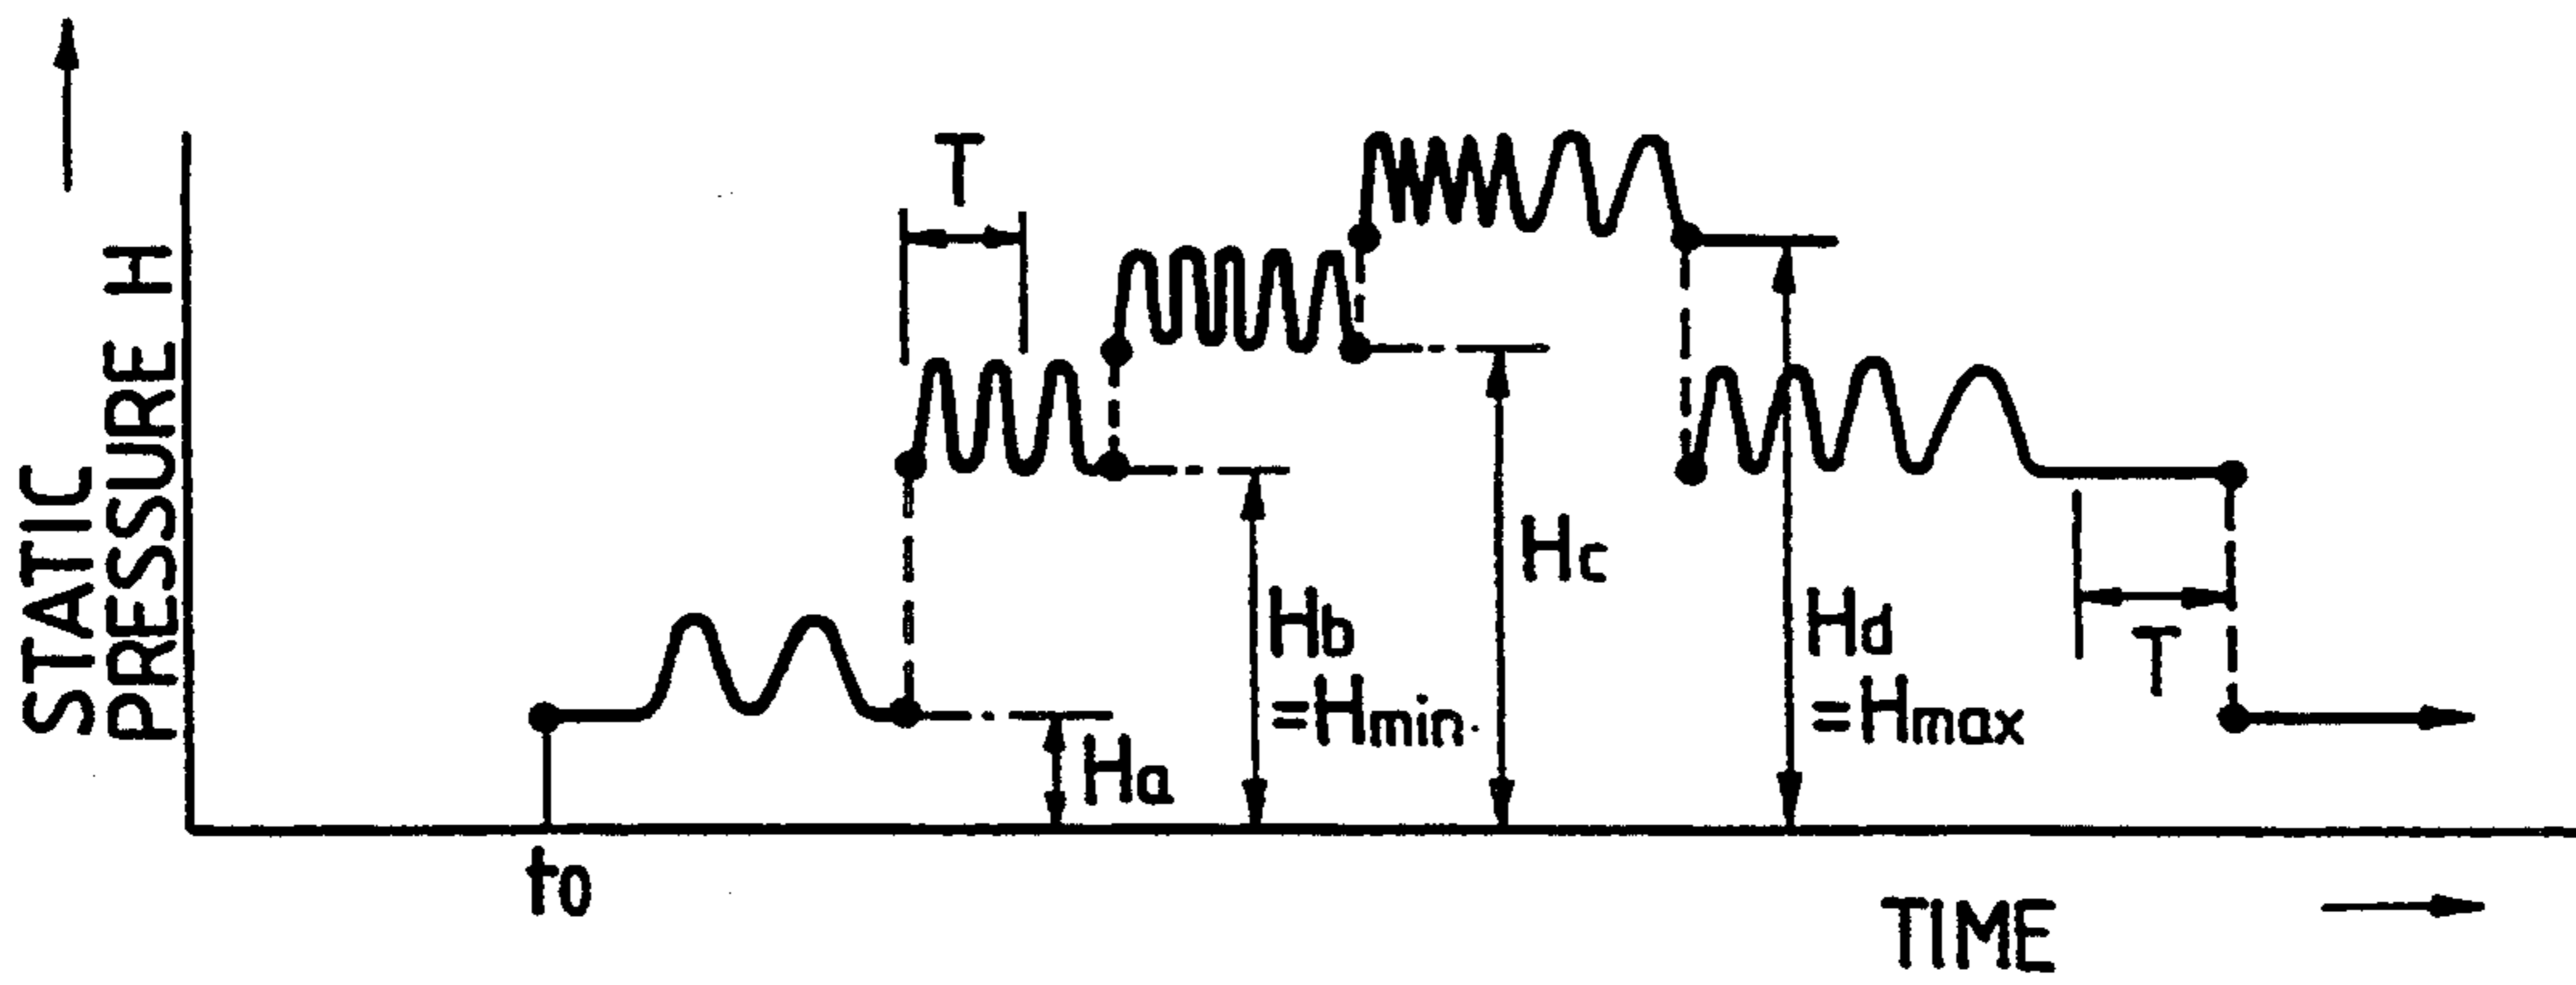 STATIC
PRESSURE H
T
Ha
Hb
=Hmin.
Hc
Hd
=Hmax
T
to
TIME